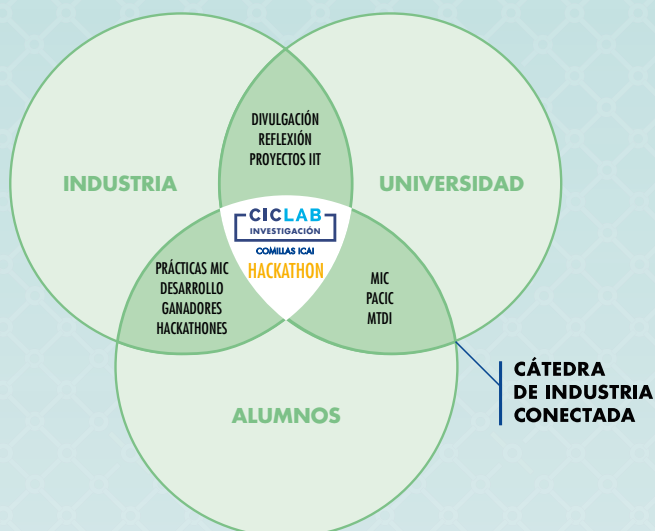 DIVULGACIÓN
REFLEXIÓN
PROYECTOS IIT
INDUSTRIA
UNIVERSIDAD
CICLAB
INVESTIGACIÓN
COMILLAS ICAI
HACKATHON
PRÁCTICAS MIC
DESARROLLO
GANADORES
HACKATHONES
MIC
PACIC
MTDI
CÁTEDRA
DE INDUSTRIA
CONECTADA
ALUMNOS